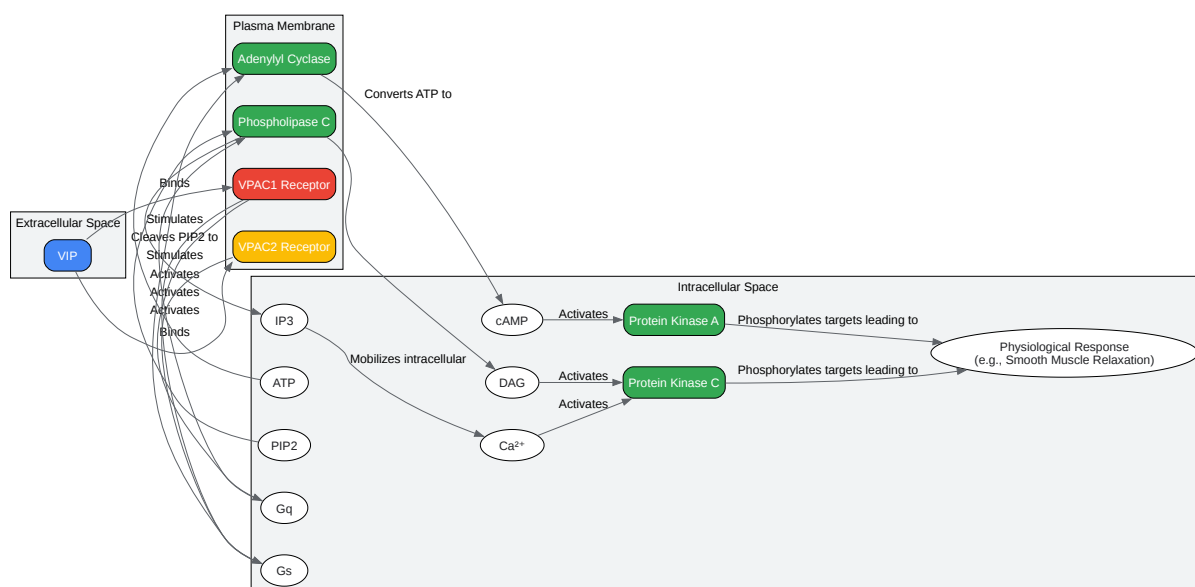 Plasma Membrane
Adenylyl Cyclase
Phospholipase C
VPAC1 Receptor
VPAC2 Receptor
Extracellular Space
VIP
Binds
Stimulates
Cleaves PIP2 to
Stimulates
Activates
Activates
Activates
Binds
Converts ATP to
Intracellular Space
IP3
ATP
PIP2
Gq
Gs
Mobilizes intracellular
cAMP
DAG
Ca²⁺
Activates
Activates
Activates
Protein Kinase A
Protein Kinase C
Phosphorylates targets leading to
Phosphorylates targets leading to
Physiological Response
(e.g., Smooth Muscle Relaxation)